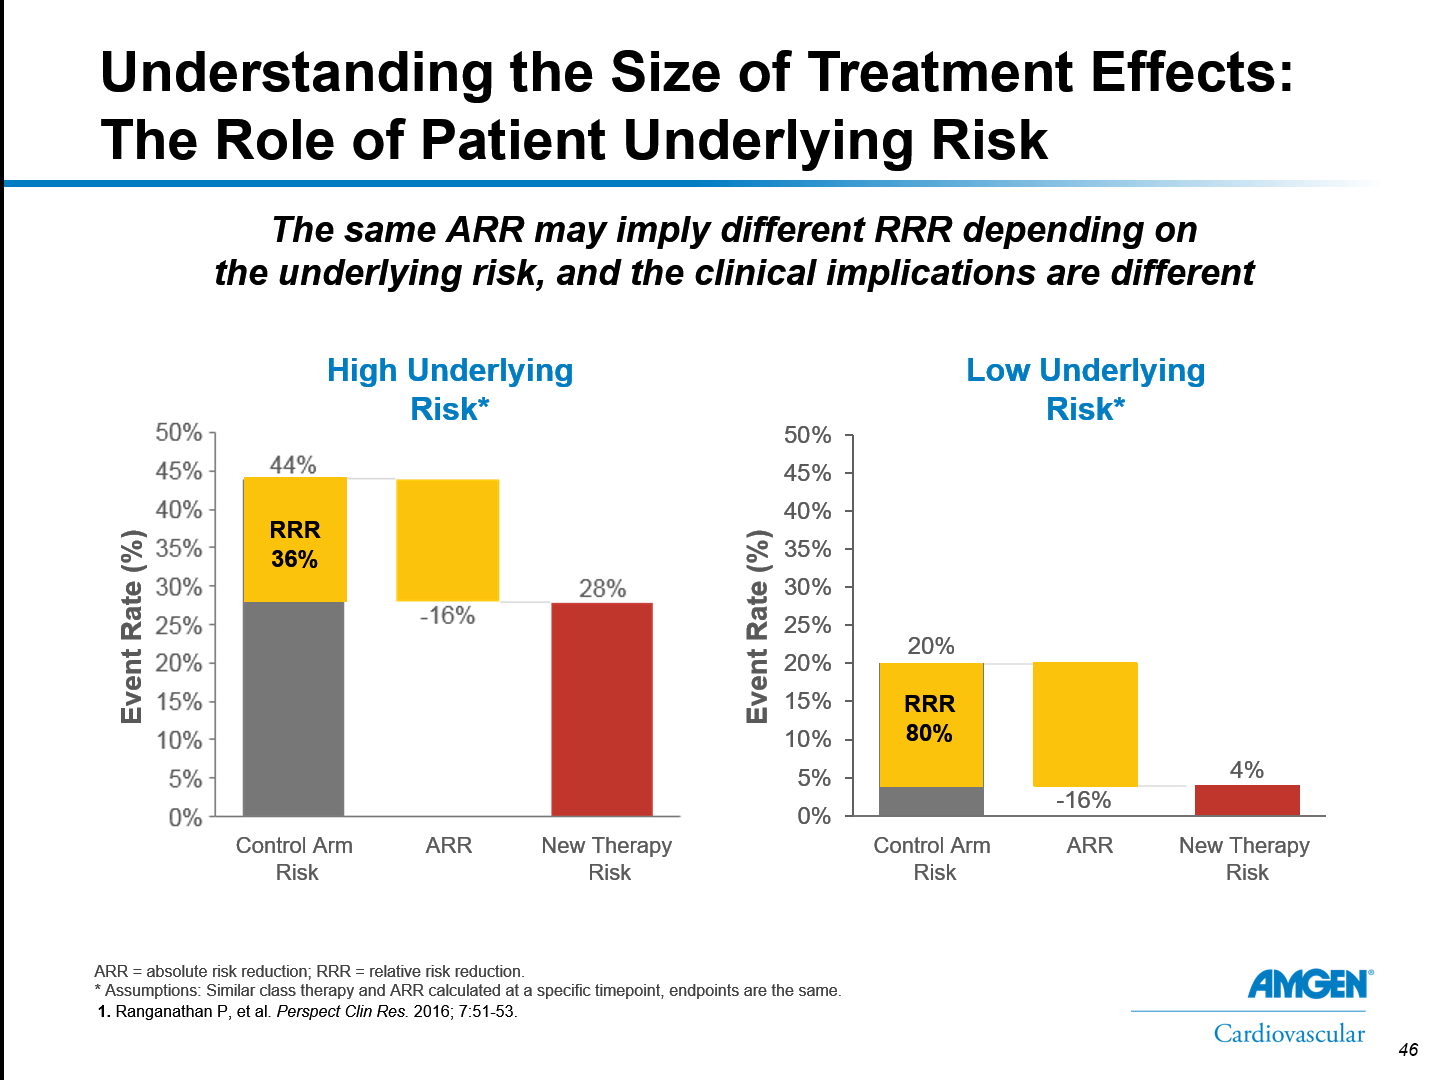 Understanding the Size of Treatment Effects:
The Role of Patient Underlying Risk
The same ARR may imply different RRR depending on
the underlying risk, and the clinical implications are different
High Underlying
Risk*
50%
45%
40%
35%
30%
25%
20%
15%
10%
5%
0%
Event Rate (%)
44%
RRR
36%
-16%
28%
Control Arm
Risk
ARR
New Therapy
Risk
Low Underlying
Risk*
50%
45%
40%
35%
30%
25%
20%
15%
10%
5%
0%
Event Rate (%)
20%
RRR
80%
-16%
4%
Control Arm
Risk
ARR
New Therapy
Risk
ARR = absolute risk reduction; RRR = relative risk reduction.
* Assumptions: Similar class therapy and ARR calculated at a specific timepoint, endpoints are the same.
1. Ranganathan P, et al. Perspect Clin Res. 2016; 7:51-53.
AMGEN®
Cardiovascular
46